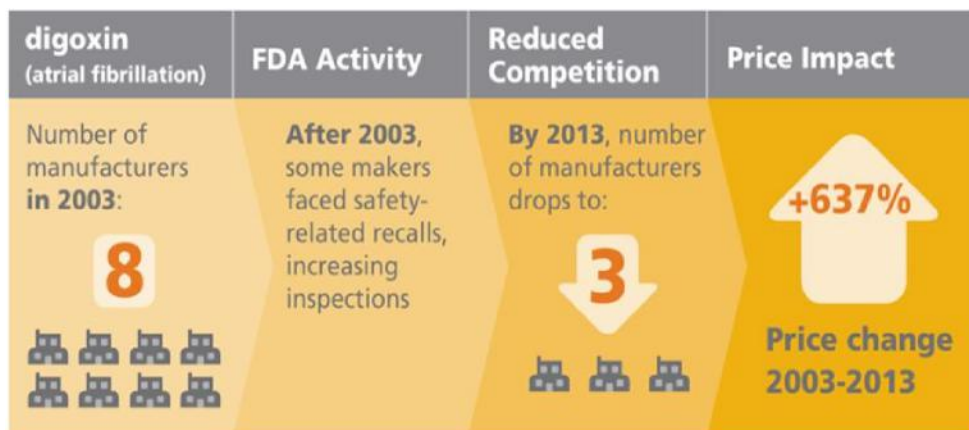 digoxin
(atrial fibrillation)
FDA Activity
Reduced
Competition
Price Impact
Number of
manufacturers
in 2003:
8
After 2003,
some makers
faced safety-
related recalls,
increasing
inspections
By 2013, number
of manufacturers
drops to:
3
+637%
Price change
2003-2013